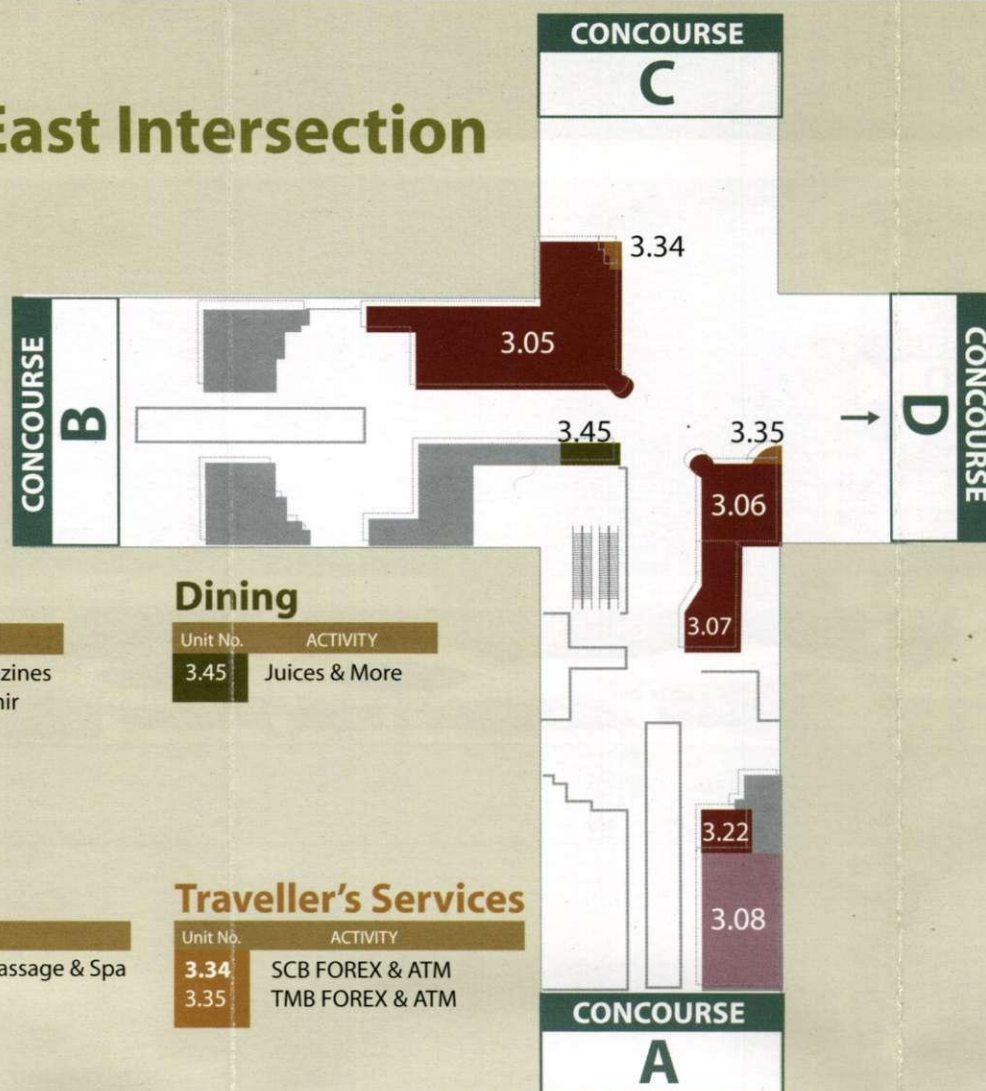 CONCOURSE
C
East Intersection
3.34
3.05
CONCOURSE
B
3.45
3.35
CONCOURSE
D
3.06
3.07
Dining
Unit No. ACTIVITY
3.45 Juices & More
zines
nir
3.22
3.08
Traveller's Services
Unit No. ACTIVITY
assage & Spa
3.34 SCB FOREX & ATM
3.35 TMB FOREX & ATM
CONCOURSE
A